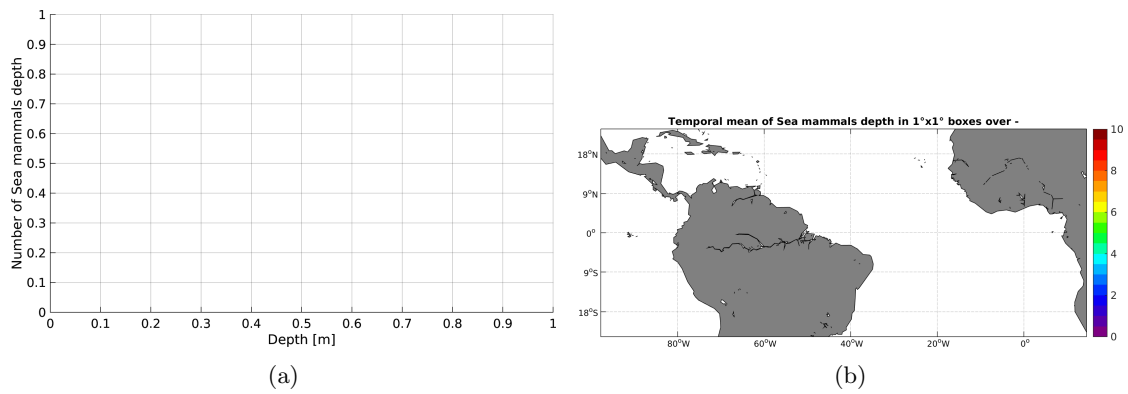 Number of Sea mammals depth
1
0.9
0.8
0.7
0.6
0.5
0.4
0.3
0.2
0.1
0
0 0.1 0.2 0.3 0.4 0.5 0.6 0.7 0.8 0.9 1
Depth [m]
(a)
Temporal mean of Sea mammals depth in 1°x1° boxes over -
18°N
9°N
0°
9°S
18°S
80°W 60°W 40°W 20°W 0°
10
8
6
4
2
0
(b)